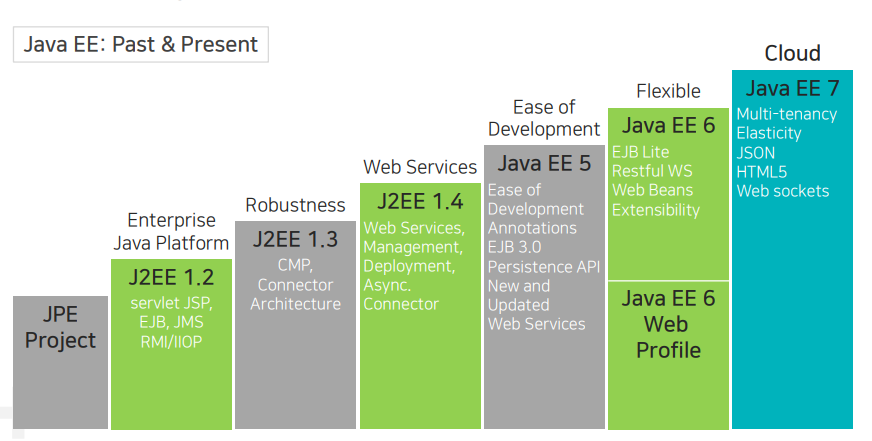 Java EE: Past & Present
JPE
Project
Enterprise
Java Platform
J2EE 1.2
servlet JSP,
EJB, JMS
RMI/IIOP
Robustness
J2EE 1.3
CMP,
Connector
Architecture
Web Services
J2EE 1.4
Web Services,
Management,
Deployment,
Async.
Connector
Ease of
Development
Java EE 5
Ease of
Development
Annotations
EJB 3.0
Persistence API
New and
Updated
Web Services
Flexible
Java EE 6
EJB Lite
Restful WS
Web Beans
Extensibility
Java EE 6
Web
Profile
Cloud
Java EE 7
Multi-tenancy
Elasticity
JSON
HTML5
Web sockets